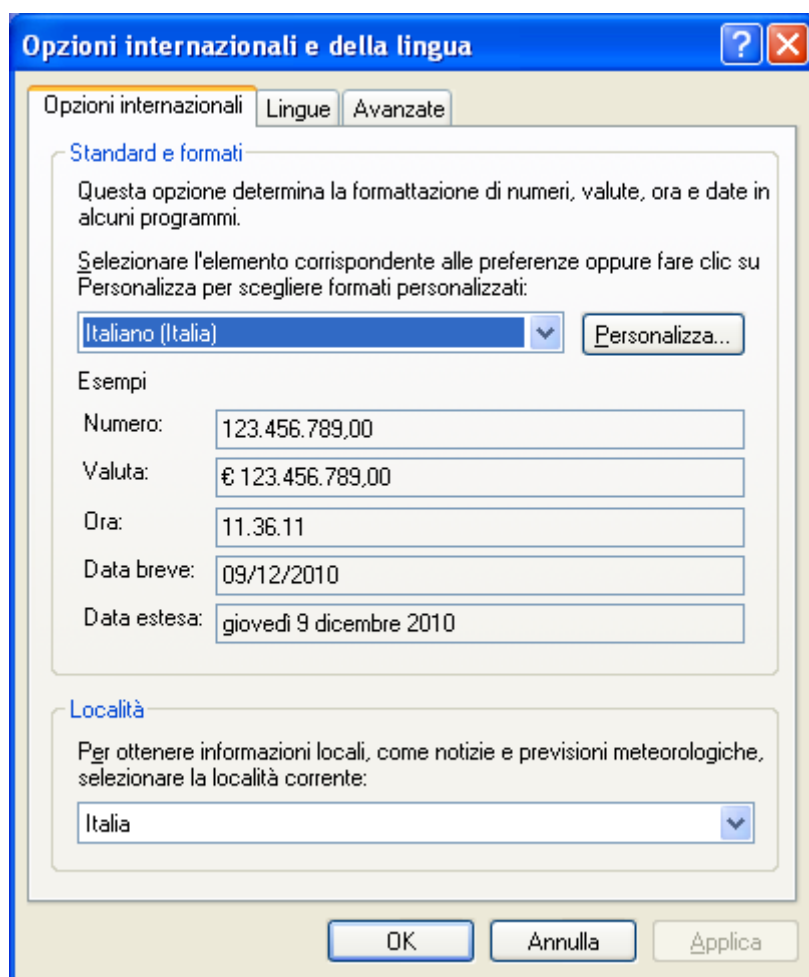 Opzioni internazionali e della lingua
Opzioni internazionali
Lingue
Avanzate
Standard e formati
Questa opzione determina la formattazione di numeri, valute, ora e date in
alcuni programmi.
Selezionare l'elemento corrispondente alle preferenze oppure fare clic su
Personalizza per scegliere formati personalizzati:
Italiano (Italia)
Personalizza...
Esempi
Numero: 123.456.789,00
Valuta: € 123.456.789,00
Ora: 11.36.11
Data breve: 09/12/2010
Data estesa: giovedì 9 dicembre 2010
Località
Per ottenere informazioni locali, come notizie e previsioni meteorologiche,
selezionare la località corrente:
Italia
OK
Annulla
Applica